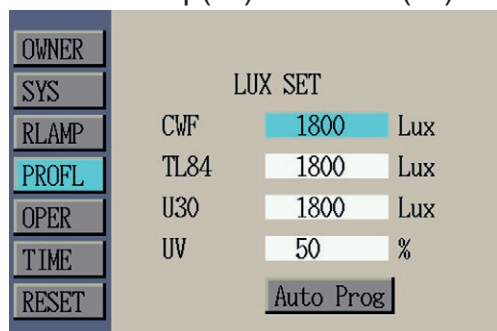 OWNER
SYS
RLAMP
PROFL
OPER
TIME
RESET
LUX SET
CWF 1800 Lux
TL84 1800 Lux
U30 1800 Lux
UV 50 %
Auto Prog